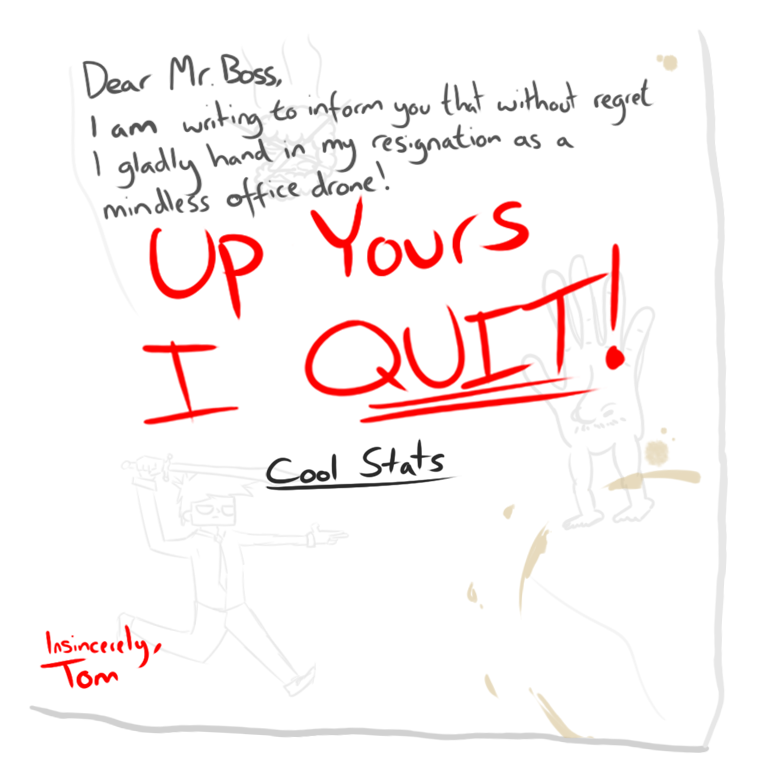 Dear Mr. Boss,
I am writing to inform you that without regret
I gladly hand in my resignation as a
mindless office drone!
UP Yours
I QUIT!
Cool Stats
Insincerely,
Tom